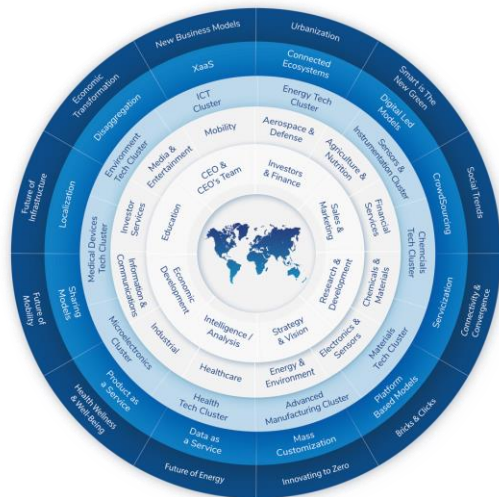 New Business Models
Urbanization
Smart is The
New Green
Social Trends
Connectivity &
Convergence
Bricks & Clicks
Innovating to Zero
Future of Energy
Health Wellness
& Well-Being
Future of
Mobility
Future of
Infrastructure
Economic
Transformation
XaaS
Connected
Ecosystems
Digital Led
Models
CrowdSourcing
Servicization
Platform
Based Models
Mass
Customization
Data as
a Service
Product as
a Service
Sharing
Models
Localization
Disaggregation
ICT
Cluster
Energy Tech
Cluster
Sensors &
Instrumentation Cluster
Chemcials
Tech Cluster
Materials
Tech Cluster
Advanced
Manufacturing Cluster
Health
Tech Cluster
Microelectronics
Cluster
Medical Devices
Tech Cluster
Environment
Tech Cluster
Mobility
Aerospace &
Defense
Agriculture &
Nutrition
Financial
Services
Chemicals &
Materials
Electronics &
Sensors
Energy &
Environment
Healthcare
Industrial
Information &
Communications
Investor
Services
Media &
Entertainment
CEO &
CEO's Team
Investors
& Finance
Sales &
Marketing
Research &
Development
Strategy
& Vision
Intelligence /
Analysis
Economic
Development
Education